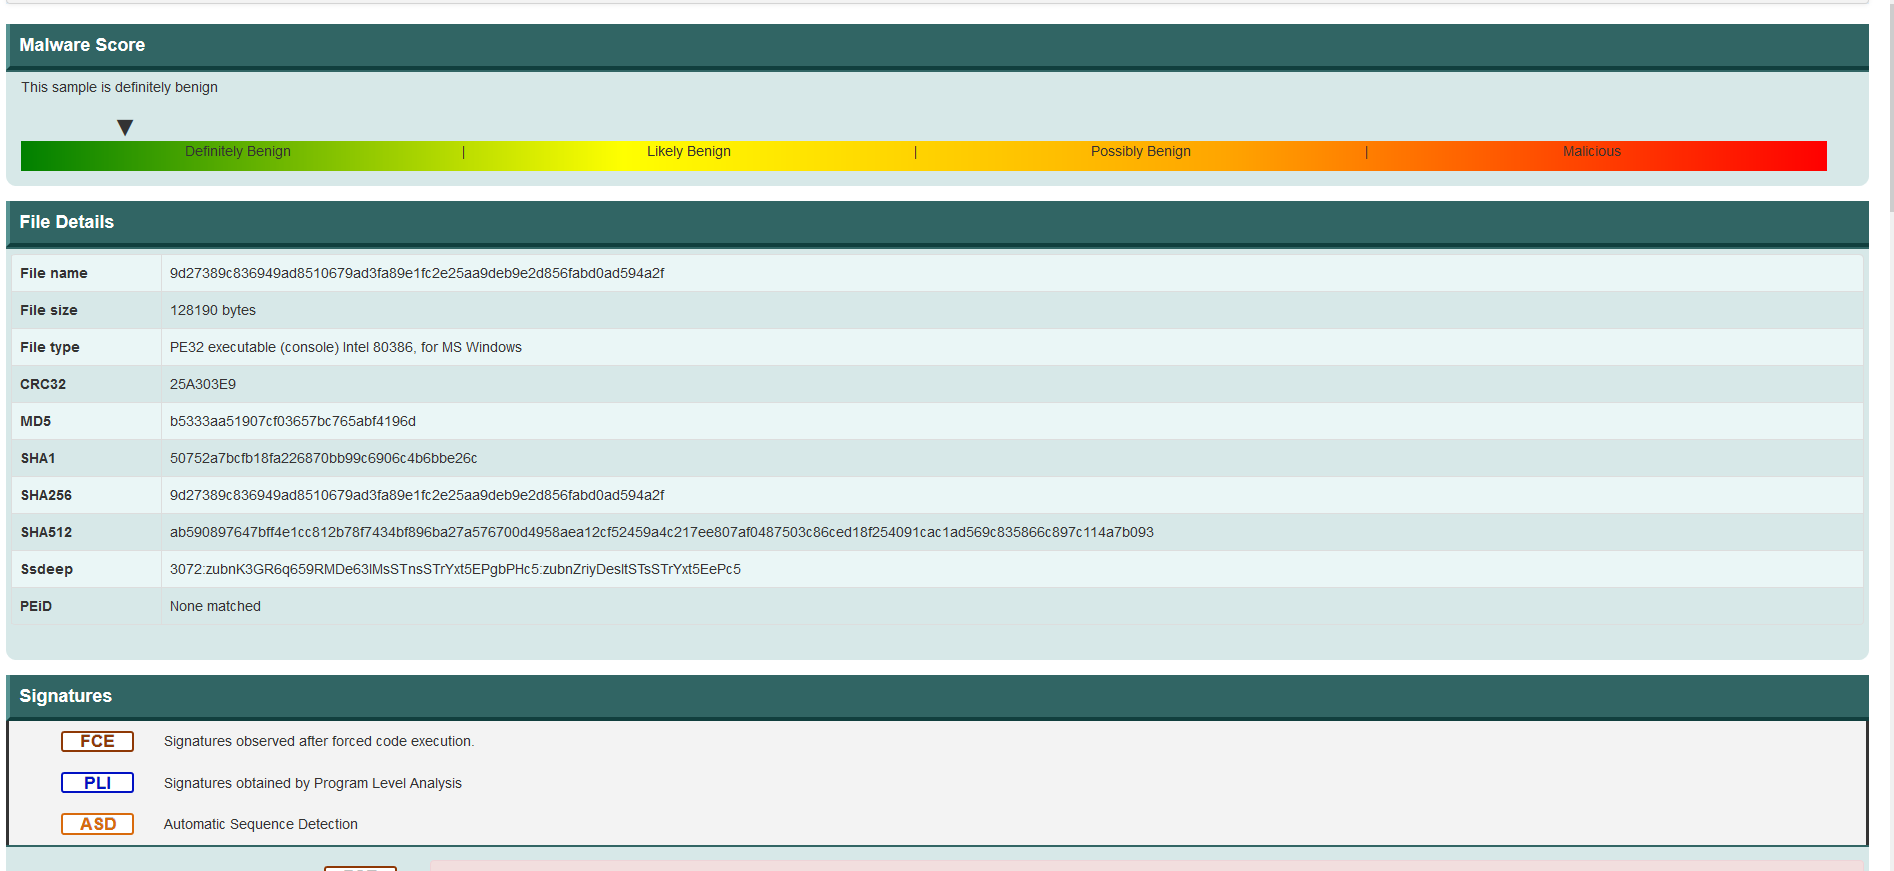 Malware Score
This sample is definitely benign
Definitely Benign | Likely Benign | Possibly Benign | Malicious
File Details
File name 9d27389c836949ad8510679ad3fa89e1fc2e25aa9deb9e2d856fabd0ad594a2f
File size 128190 bytes
File type PE32 executable (console) Intel 80386, for MS Windows
CRC32 25A303E9
MD5 b5333aa51907cf03657bc765abf4196d
SHA1 50752a7bcfb18fa226870bb99c6906c4b6bbe26c
SHA256 9d27389c836949ad8510679ad3fa89e1fc2e25aa9deb9e2d856fabd0ad594a2f
SHA512 ab590897647bff4e1cc812b78f7434bf896ba27a576700d4958aea12cf52459a4c217ee807af0487503c86ced18f254091cac1ad569c835866c897c114a7b093
Ssdeep 3072:zubnK3GR6q659RMDe63lMsSTnsSTrYxt5EPgbPHc5:zubnZriyDesltSTsSTrYxt5EePc5
PEiD None matched
Signatures
FCE Signatures observed after forced code execution.
PLI Signatures obtained by Program Level Analysis
ASD Automatic Sequence Detection